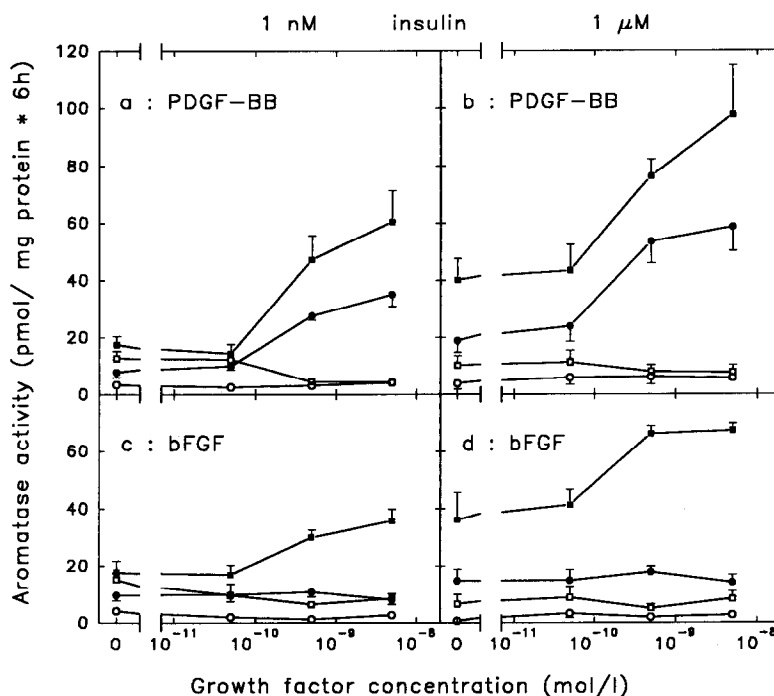 1 nM insulin 1 μM
120
100
80
60
40
20
0
a : PDGF-BB
b : PDGF-BB
60
40
20
0
c : bFGF
d : bFGF
Aromatase activity (pmol/ mg protein * 6h)
0 10⁻¹¹ 10⁻¹⁰ 10⁻⁹ 10⁻⁸ 0 10⁻¹¹ 10⁻¹⁰ 10⁻⁹ 10⁻⁸
Growth factor concentration (mol/l)